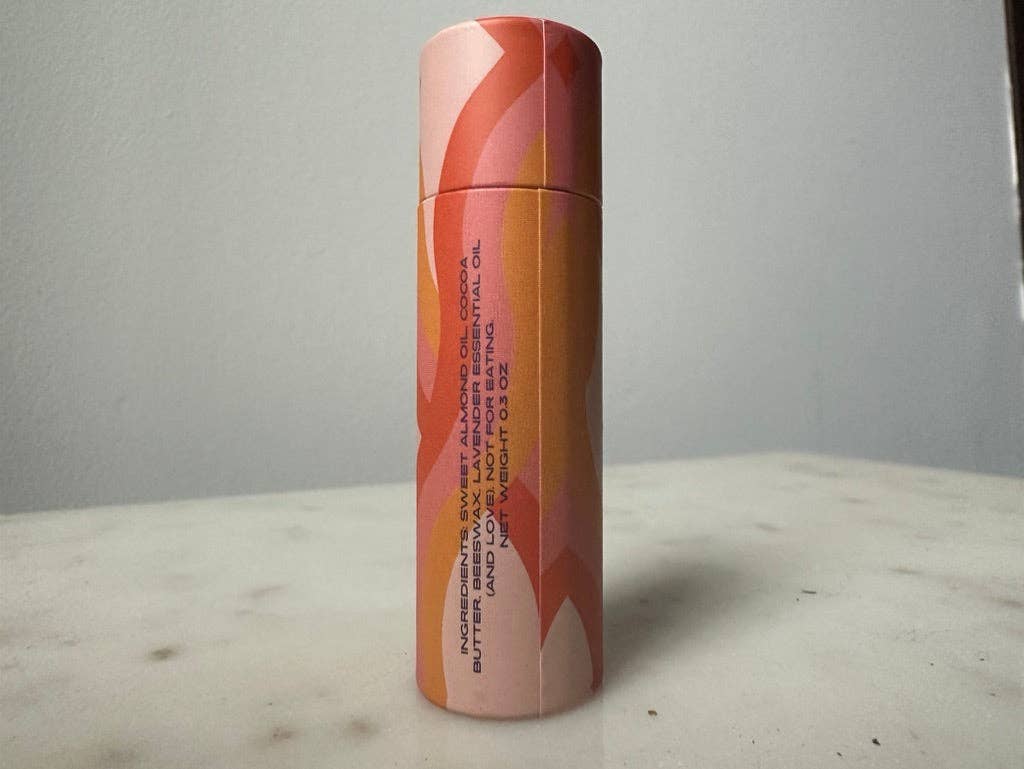 INGREDIENTS: SWEET ALMOND OIL, COCOA
BUTTER, BEESWAX, LAVENDER ESSENTIAL OIL
(AND LOVE). NOT FOR EATING.
NET WEIGHT 0.3 OZ